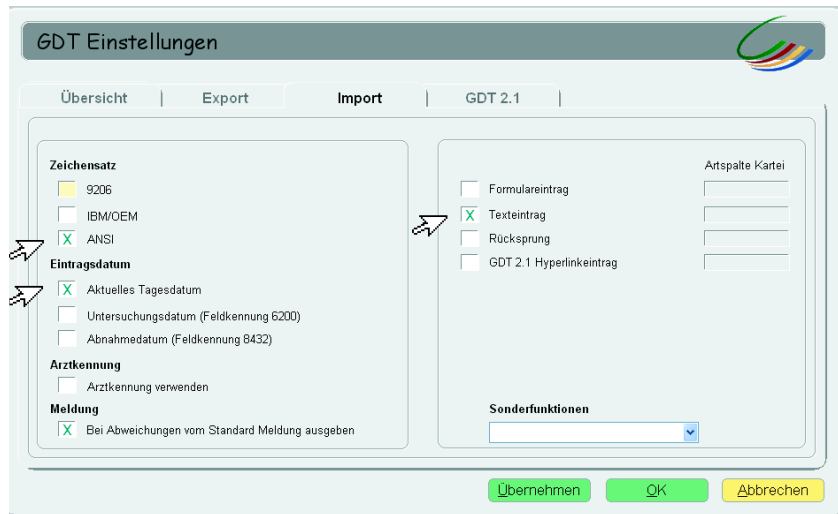 GDT Einstellungen
Übersicht | Export Import | GDT 2.1 |
Zeichensatz
9206
IBM/OEM
X ANSI
Eintragsdatum
X Aktuelles Tagesdatum
Untersuchungsdatum (Feldkennung 6200)
Abnahmedatum (Feldkennung 8432)
Arztkennung
Arztkennung verwenden
Meldung
X Bei Abweichungen vom Standard Meldung ausgeben
Artspalte Kartei
Formulareintrag
X Texteintrag
Rücksprung
GDT 2.1 Hyperlinkeintrag
Sonderfunktionen
Übernehmen OK Abbrechen